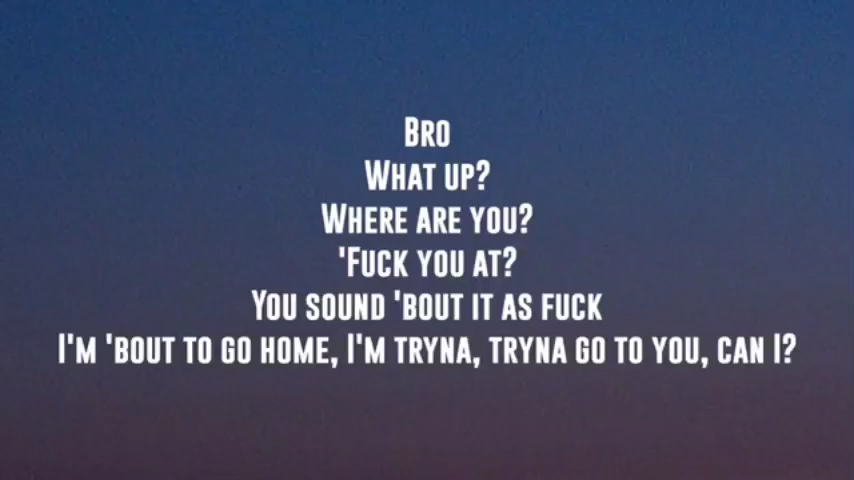 Bro
What up?
Where are you?
'Fuck you at?
You sound 'bout it as fuck
I'm 'bout to go home, I'm tryna, tryna go to you, can I?